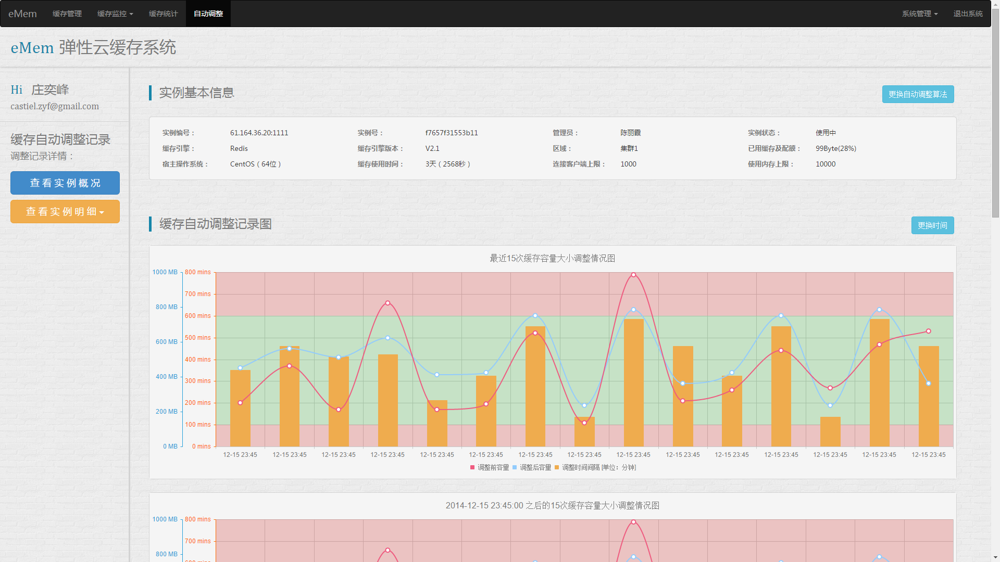 eMem 缓存管理 缓存监控 缓存统计 自动调整 系统管理 退出系统
eMem 弹性云缓存系统
Hi 庄奕峰
castiel.zyf@gmail.com
缓存自动调整记录
调整记录详情：
查看实例概况
查看实例明细
实例基本信息
更换自动调整算法
实例编号： 61.164.36.20:1111 实例号： f7657f31553b11 管理员： 陈丽霞 实例状态： 使用中
缓存引擎： Redis 缓存引擎版本： V2.1 区域： 集群1 已用缓存及配额： 99Byte(28%)
宿主操作系统： CentOS（64位） 缓存使用时间： 3天（2568秒） 连接客户端上限： 1000 使用内存上限： 10000
缓存自动调整记录图
更换时间
最近15次缓存容量大小调整情况图
1000 MB 800 mins
700 mins
800 MB
600 mins
600 MB 500 mins
400 mins
400 MB 300 mins
200 MB 200 mins
100 mins
0 MB 0 mins
12-15 23:45 12-15 23:45 12-15 23:45 12-15 23:45 12-15 23:45 12-15 23:45 12-15 23:45 12-15 23:45 12-15 23:45 12-15 23:45 12-15 23:45 12-15 23:45 12-15 23:45 12-15 23:45 12-15 23:45
调整前容量 调整后容量 调整时间间隔 [单位：分钟]
2014-12-15 23:45:00 之后的15次缓存容量大小调整情况图
1000 MB 800 mins
700 mins
800 MB
600 mins